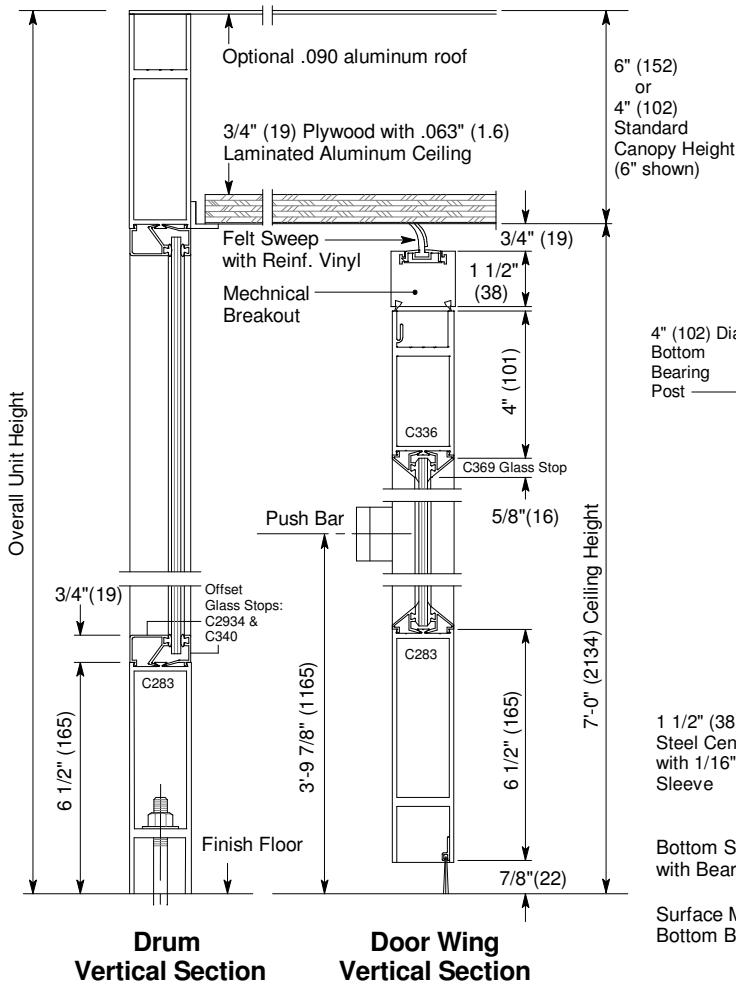 Optional .090 aluminum roof
6" (152)
or
4" (102)
Standard
Canopy Height
(6" shown)
3/4" (19) Plywood with .063" (1.6)
Laminated Aluminum Ceiling
Felt Sweep
with Reinf. Vinyl
3/4" (19)
1 1/2"
(38)
Mechnical
Breakout
4" (102) Dia
Bottom
Bearing
Post
4" (101)
C336
C369 Glass Stop
5/8"(16)
Overall Unit Height
Push Bar
7'-0" (2134) Ceiling Height
3/4"(19)
Offset
Glass Stops:
C2934 &
C340
C283
6 1/2" (165)
3'-9 7/8" (1165)
C283
6 1/2" (165)
1 1/2" (38
Steel Cen
with 1/16"
Sleeve
Finish Floor
Bottom S
with Bear
7/8"(22)
Surface M
Bottom B
Drum
Vertical Section
Door Wing
Vertical Section